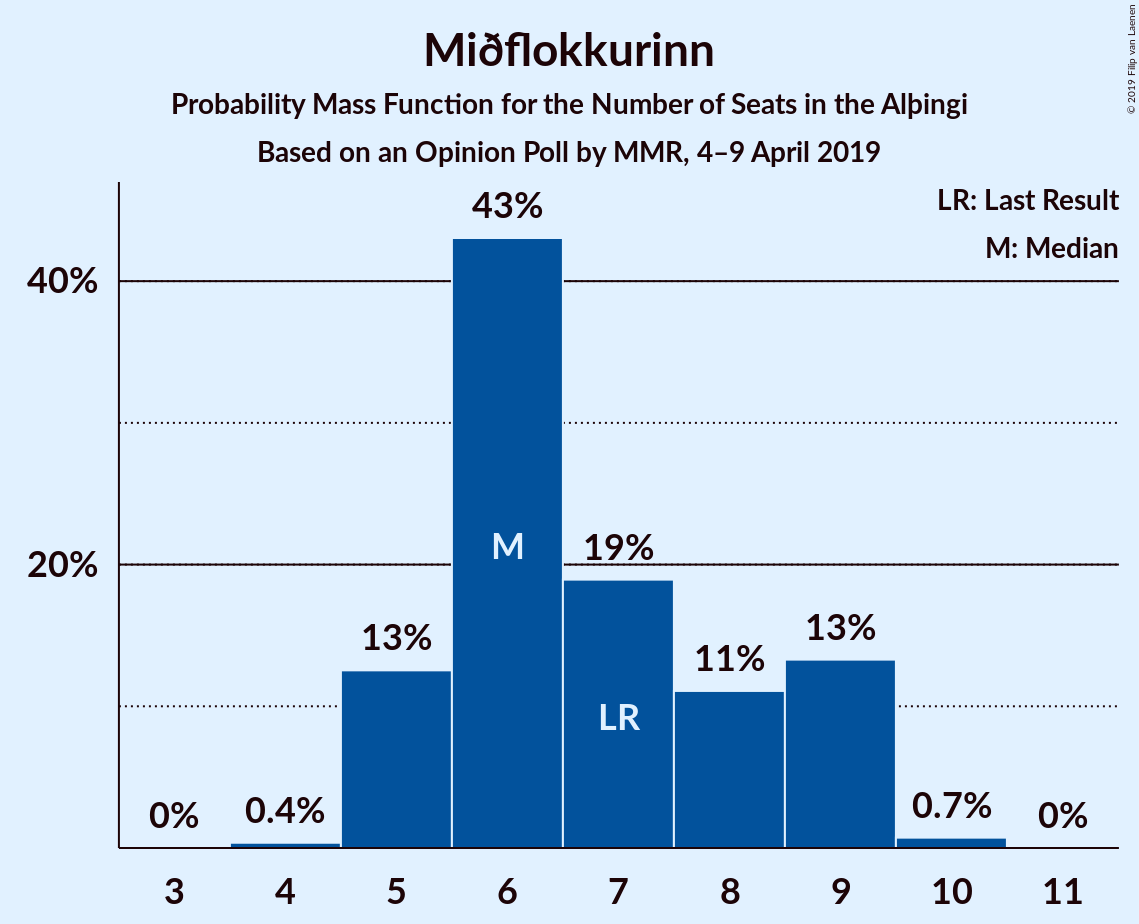 Miðflokkurinn
Probability Mass Function for the Number of Seats in the Alþingi
Based on an Opinion Poll by MMR, 4–9 April 2019
© 2019 Filip van Laenen
LR: Last Result
M: Median
40%
20%
0%
0.4%
13%
43%
19%
11%
13%
0.7%
0%
M
LR
3 4 5 6 7 8 9 10 11